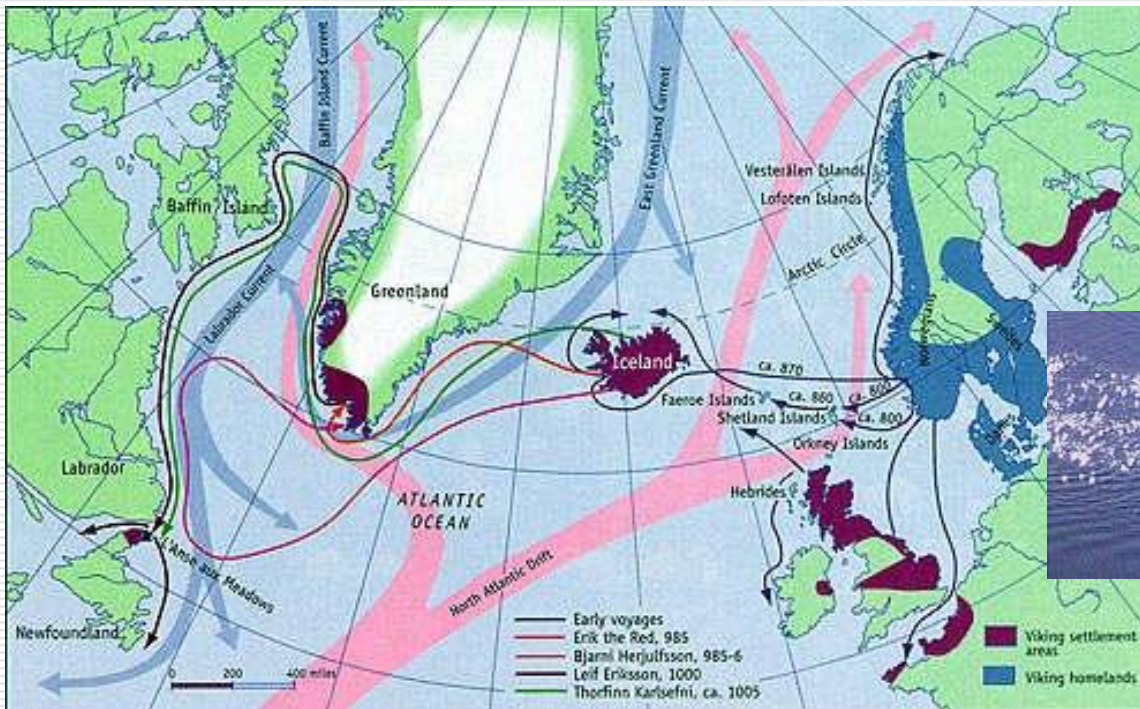 Baffin Island Current
East Greenland Current
Vesterålen Islands
Lofoten Islands
Baffin Island
Arctic Circle
Labrador Current
Greenland
Norwegians
Swedes
Iceland
ca. 870
Faeroe Islands
ca. 860
ca. 800
Shetland Islands
ca. 800
Danes
Orkney Islands
Labrador
Hebrides
ATLANTIC
OCEAN
L'Anse aux Meadows
North Atlantic Drift
Newfoundland
0 200 400 miles
Early voyages
Erik the Red, 985
Bjarni Herjulfsson, 985-6
Leif Eriksson, 1000
Thorfinn Karlsefni, ca. 1005
Viking settlement
areas
Viking homelands